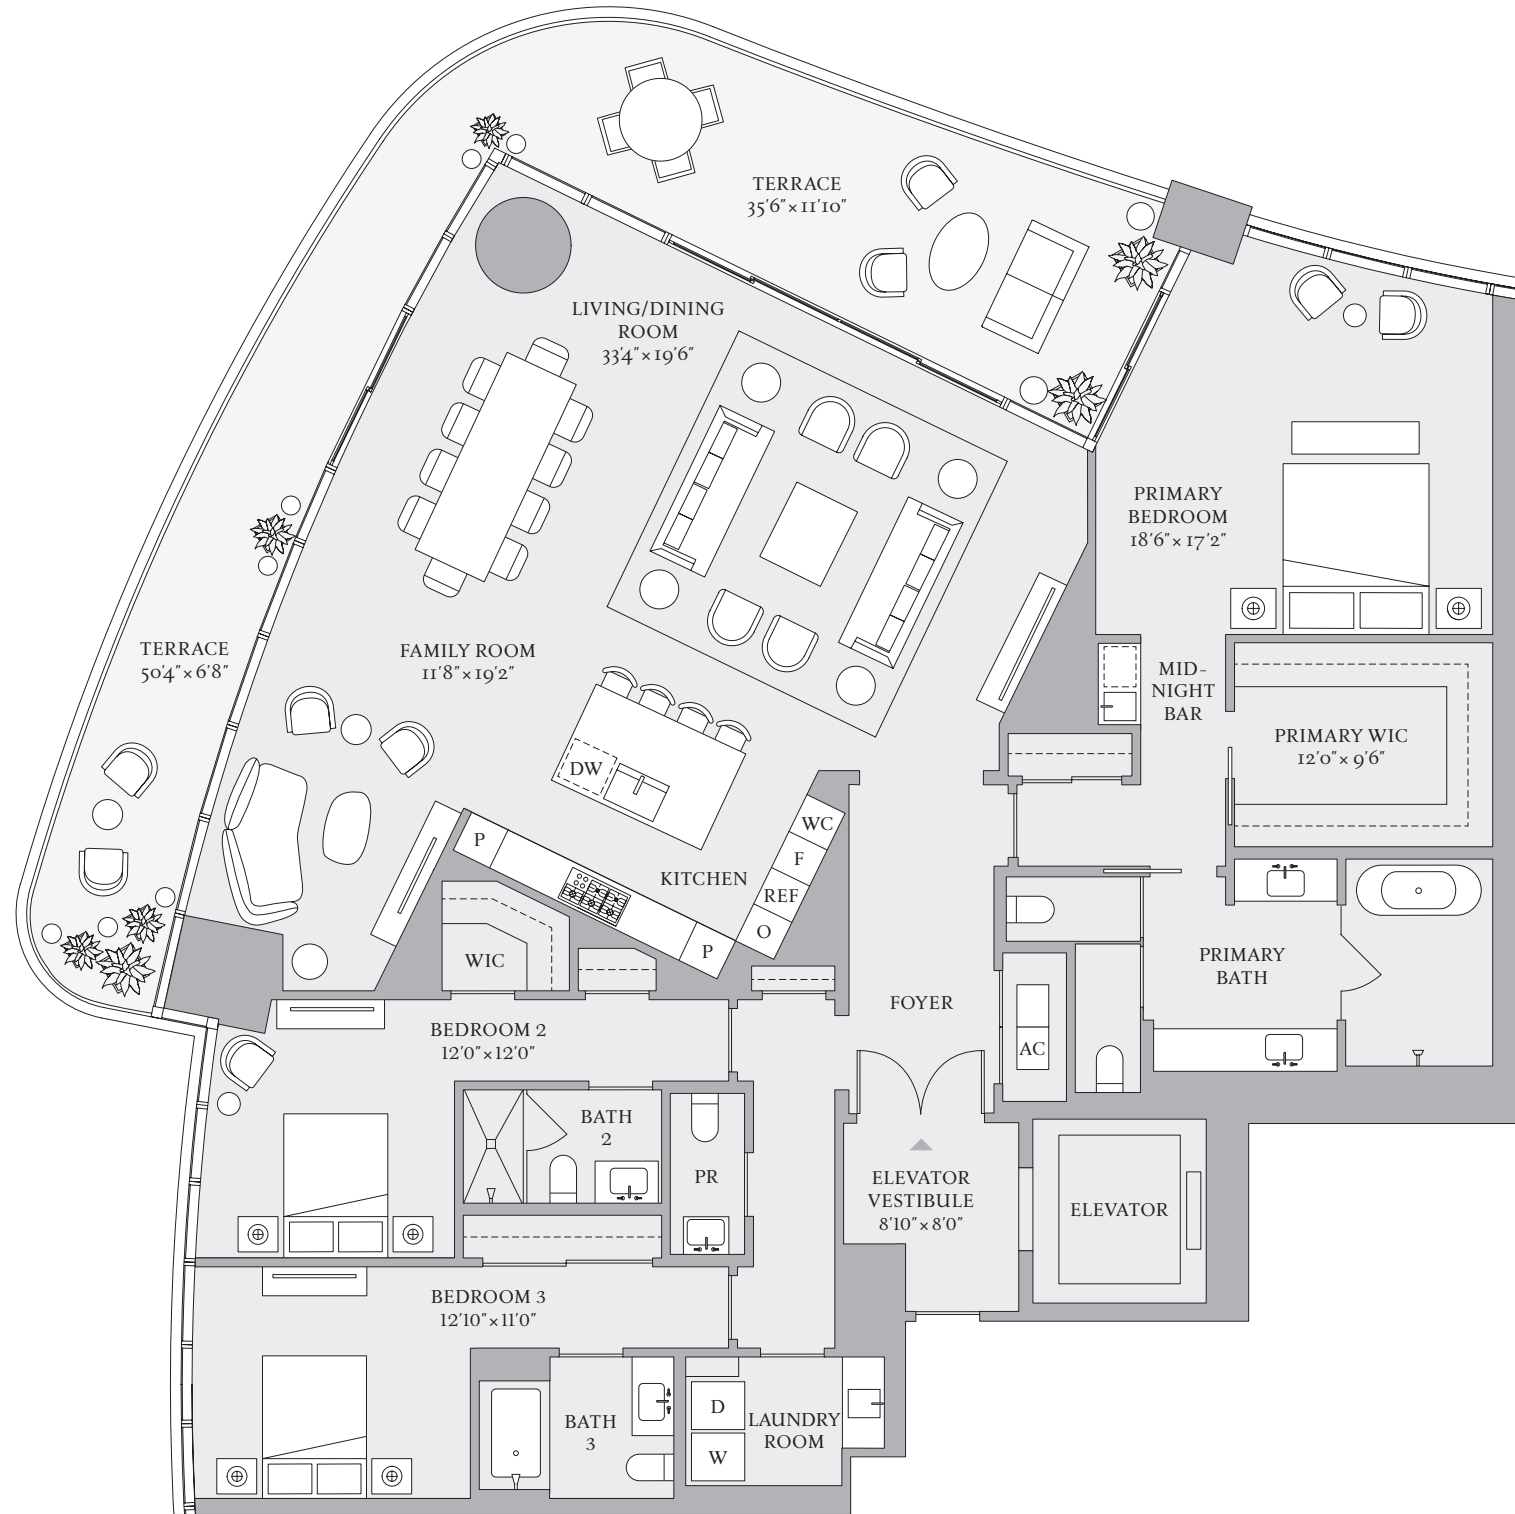 TERRACE
35'6"×11'10"
LIVING/DINING
ROOM
33'4"×19'6"
PRIMARY
BEDROOM
18'6"×17'2"
TERRACE
50'4"×6'8"
FAMILY ROOM
11'8"×19'2"
MID-
NIGHT
BAR
PRIMARY WIC
12'0"×9'6"
DW
WC
P
F
KITCHEN
REF
O
P
WIC
PRIMARY
BATH
FOYER
BEDROOM 2
12'0"×12'0"
AC
BATH
2
PR
ELEVATOR
VESTIBULE
8'10"×8'0"
ELEVATOR
BEDROOM 3
12'10"×11'0"
D
LAUNDRY
ROOM
BATH
3
W